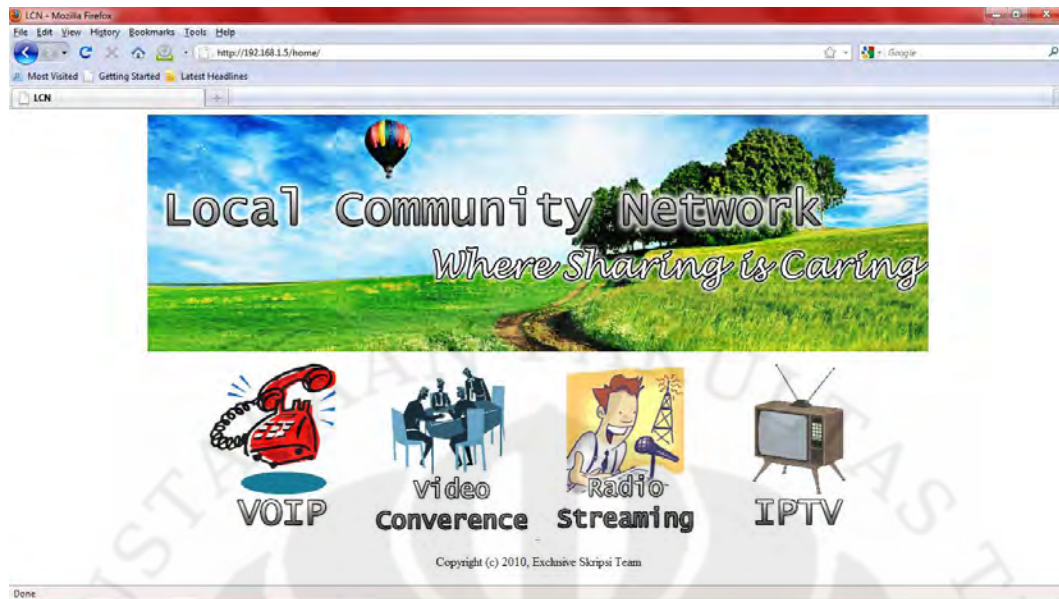 LCN - Mozilla Firefox
File Edit View History Bookmarks Tools Help
http://192.168.1.5/home/
Google
Most Visited Getting Started Latest Headlines
LCN
Local Community Network
Where Sharing is Caring
VOIP
Video
Converence
Radio
Streaming
IPTV
Copyright (c) 2010, Exclusive Skripsi Team
Done